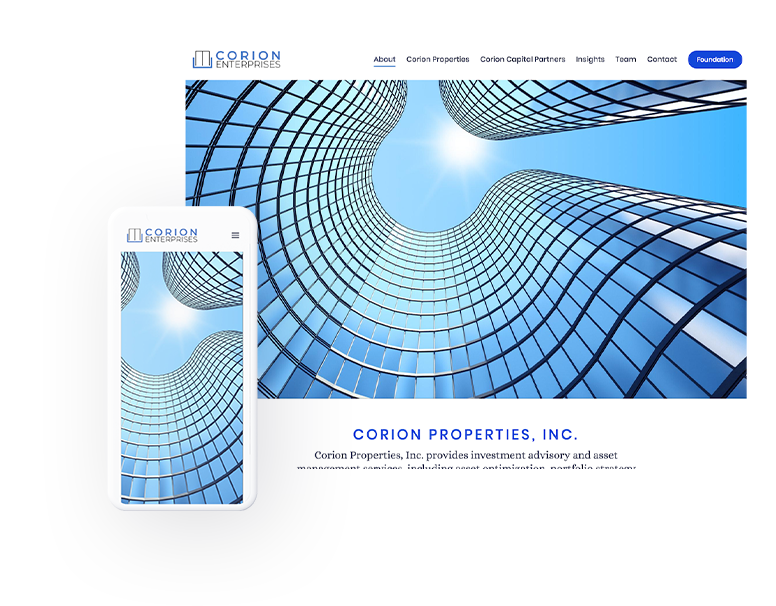 CORION
ENTERPRISES
About Corion Properties Corion Capital Partners Insights Team Contact Foundation
CORION
ENTERPRISES
CORION PROPERTIES, INC.
Corion Properties, Inc. provides investment advisory and asset
management services, including asset optimization, portfolio strategy